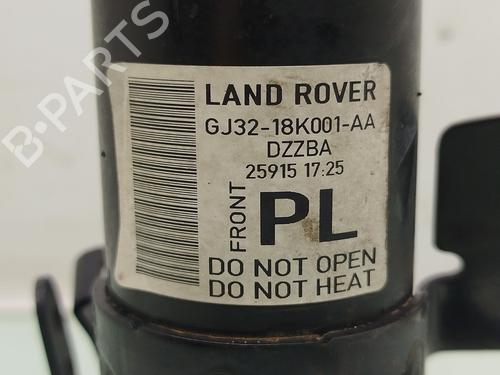 B-PARTS
LAND ROVER
GJ32-18K001-AA
DZZBA
25915 17:25
FRONT
PL
DO NOT OPEN
DO NOT HEAT